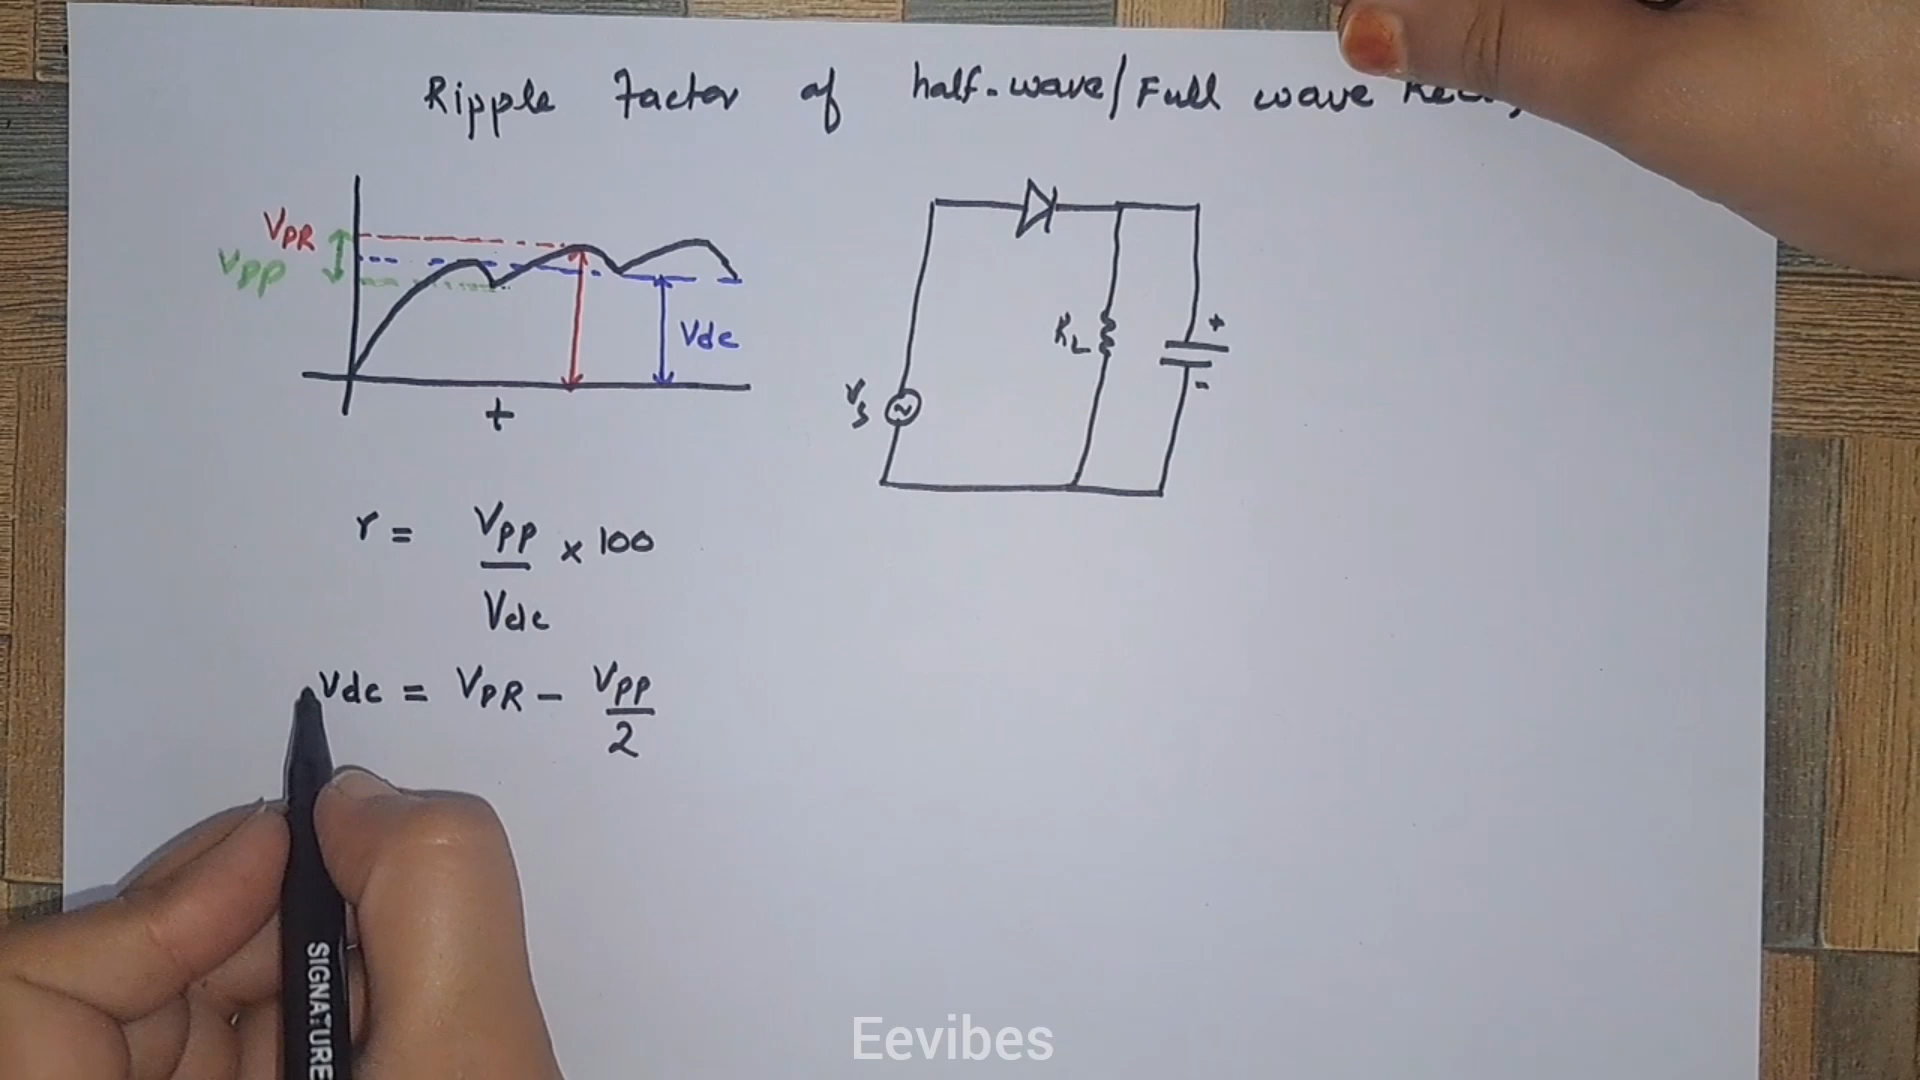 Ripple Factor of half-wave/Full wave
VPR
VPP
Vdc
t
RL
+
-
Vs
~
r = VPP/Vdc × 100
Vdc = VPR - VPP/2
SIGNATURE
Eevibes